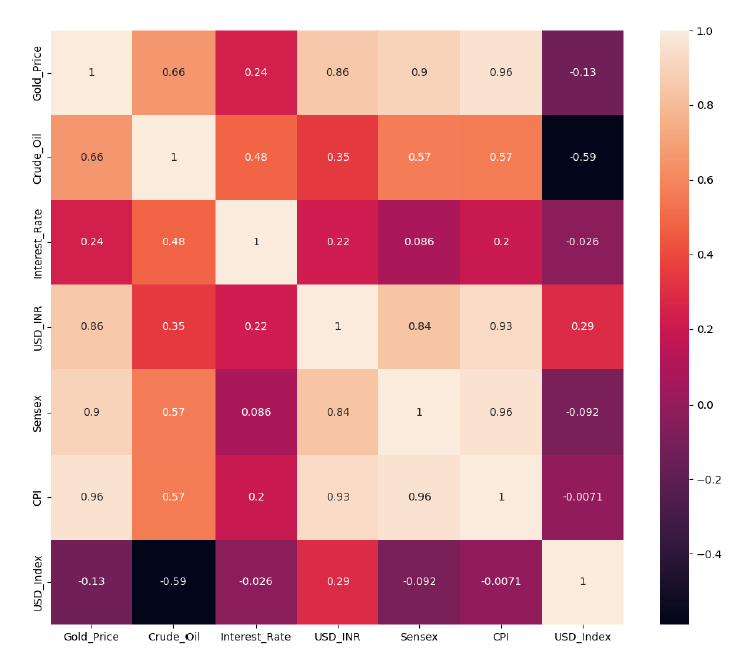 Gold_Price 1 0.66 0.24 0.86 0.9 0.96 -0.13
Crude_Oil 0.66 1 0.48 0.35 0.57 0.57 -0.59
Interest_Rate 0.24 0.48 1 0.22 0.086 0.2 -0.026
USD_INR 0.86 0.35 0.22 1 0.84 0.93 0.29
Sensex 0.9 0.57 0.086 0.84 1 0.96 -0.092
CPI 0.96 0.57 0.2 0.93 0.96 1 -0.0071
USD_Index -0.13 -0.59 -0.026 0.29 -0.092 -0.0071 1
Gold_Price Crude_Oil Interest_Rate USD_INR Sensex CPI USD_Index
1.0
0.8
0.6
0.4
0.2
0.0
−0.2
−0.4